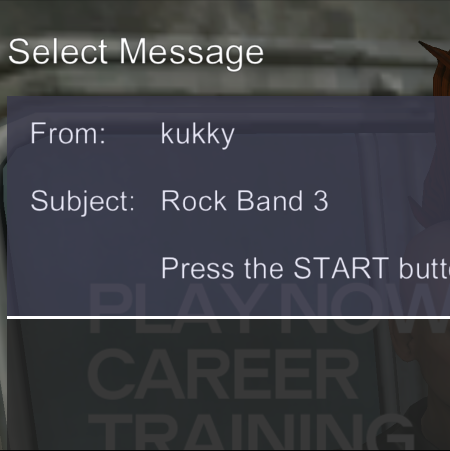 Select Message
From: kukky
Subject: Rock Band 3
Press the START butt
PLAY NOW
CAREER
TRAINING